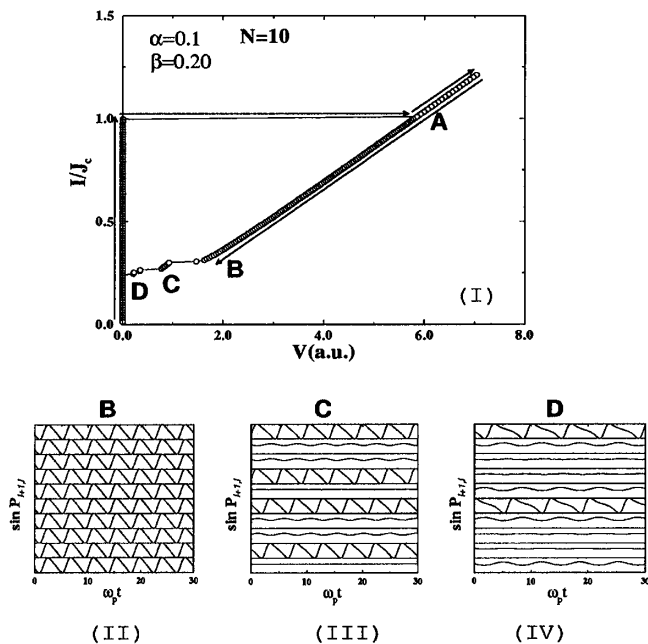 1.5
α=0.1 N=10
β=0.20
1.0
A
I/J_c
0.5
B
C
D
(I)
0.0
0.0 2.0 4.0 6.0 8.0
V(a.u.)
B C D
sin P_{l+1,l} sin P_{l+1,l} sin P_{l+1,l}
0 10 20 30 0 10 20 30 0 10 20 30
ω_p t ω_p t ω_p t
(II) (III) (IV)